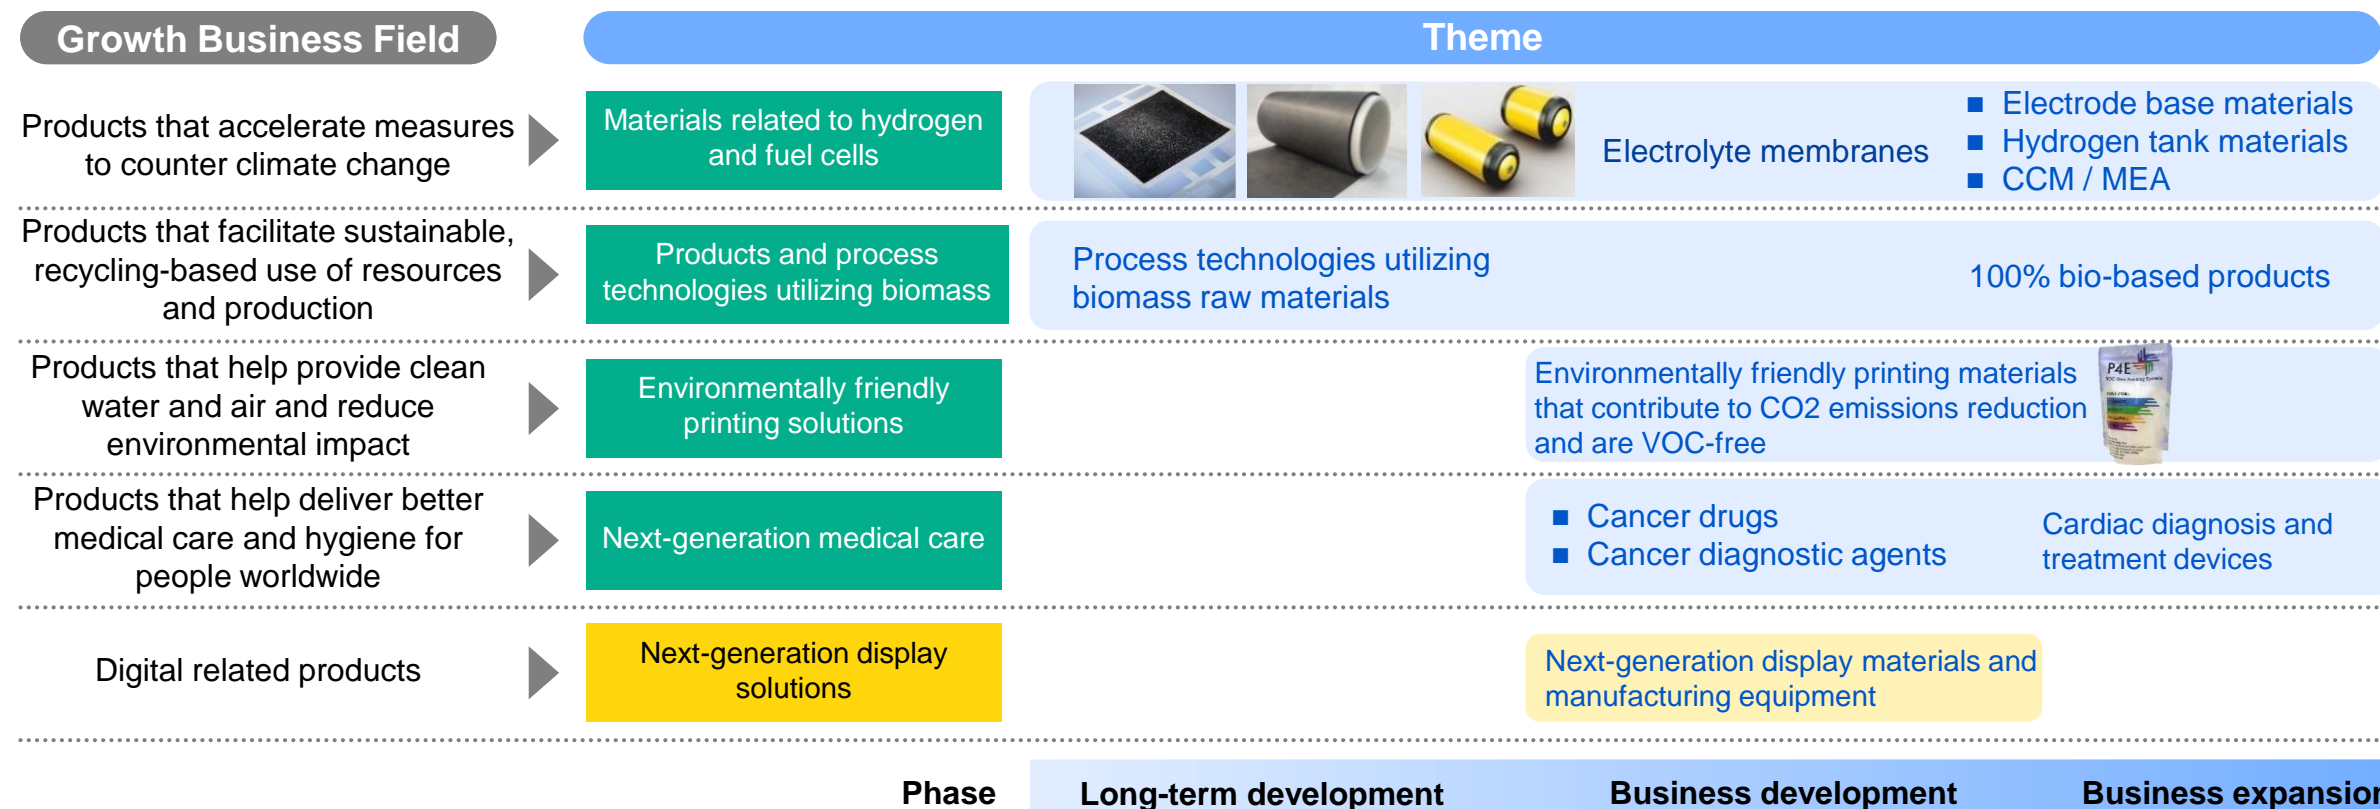 Growth Business Field
Theme
Products that accelerate measures
to counter climate change
Materials related to hydrogen
and fuel cells
Electrolyte membranes
■ Electrode base materials
■ Hydrogen tank materials
■ CCM / MEA
Products that facilitate sustainable,
recycling-based use of resources
and production
Products and process
technologies utilizing biomass
Process technologies utilizing
biomass raw materials
100% bio-based products
Products that help provide clean
water and air and reduce
environmental impact
Environmentally friendly
printing solutions
Environmentally friendly printing materials
that contribute to CO2 emissions reduction
and are VOC-free
P4E
Products that help deliver better
medical care and hygiene for
people worldwide
Next-generation medical care
■ Cancer drugs
■ Cancer diagnostic agents
Cardiac diagnosis and
treatment devices
Digital related products
Next-generation display
solutions
Next-generation display materials and
manufacturing equipment
Phase
Long-term development
Business development
Business expansion